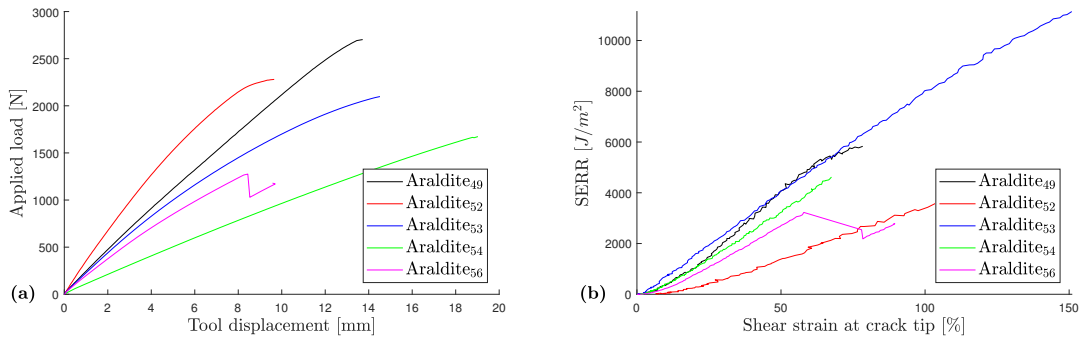 3000
2500
2000
1500
1000
500
0
0 2 4 6 8 10 12 14 16 18 20
Applied load [N]
Tool displacement [mm]
Araldite49
Araldite52
Araldite53
Araldite54
Araldite56
(a)
10000
8000
6000
4000
2000
0
0 50 100 150
SERR [J/m²]
Shear strain at crack tip [%]
Araldite49
Araldite52
Araldite53
Araldite54
Araldite56
(b)